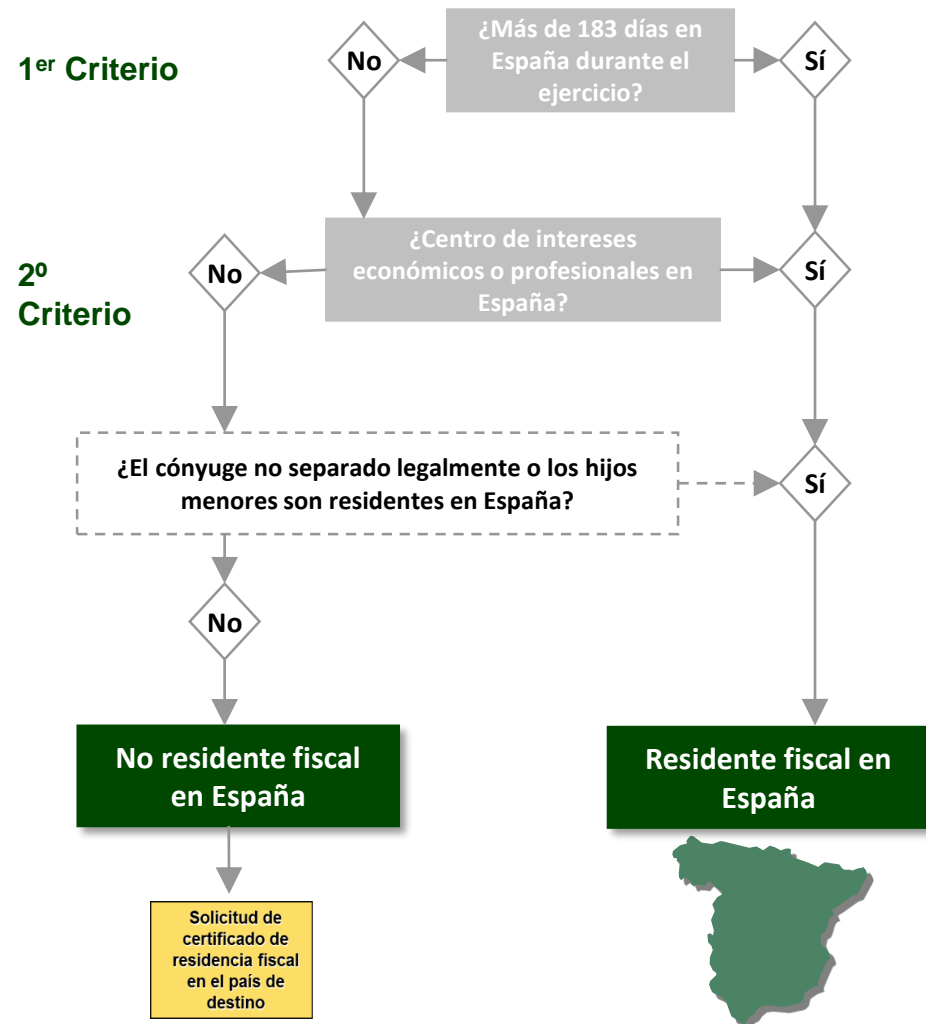 1er Criterio
No
¿Más de 183 días en
España durante el
ejercicio?
Sí
2º
Criterio
No
¿Centro de intereses
económicos o profesionales en
España?
Sí
¿El cónyuge no separado legalmente o los hijos
menores son residentes en España?
Sí
No
No residente fiscal
en España
Residente fiscal en
España
Solicitud de
certificado de
residencia fiscal
en el país de
destino